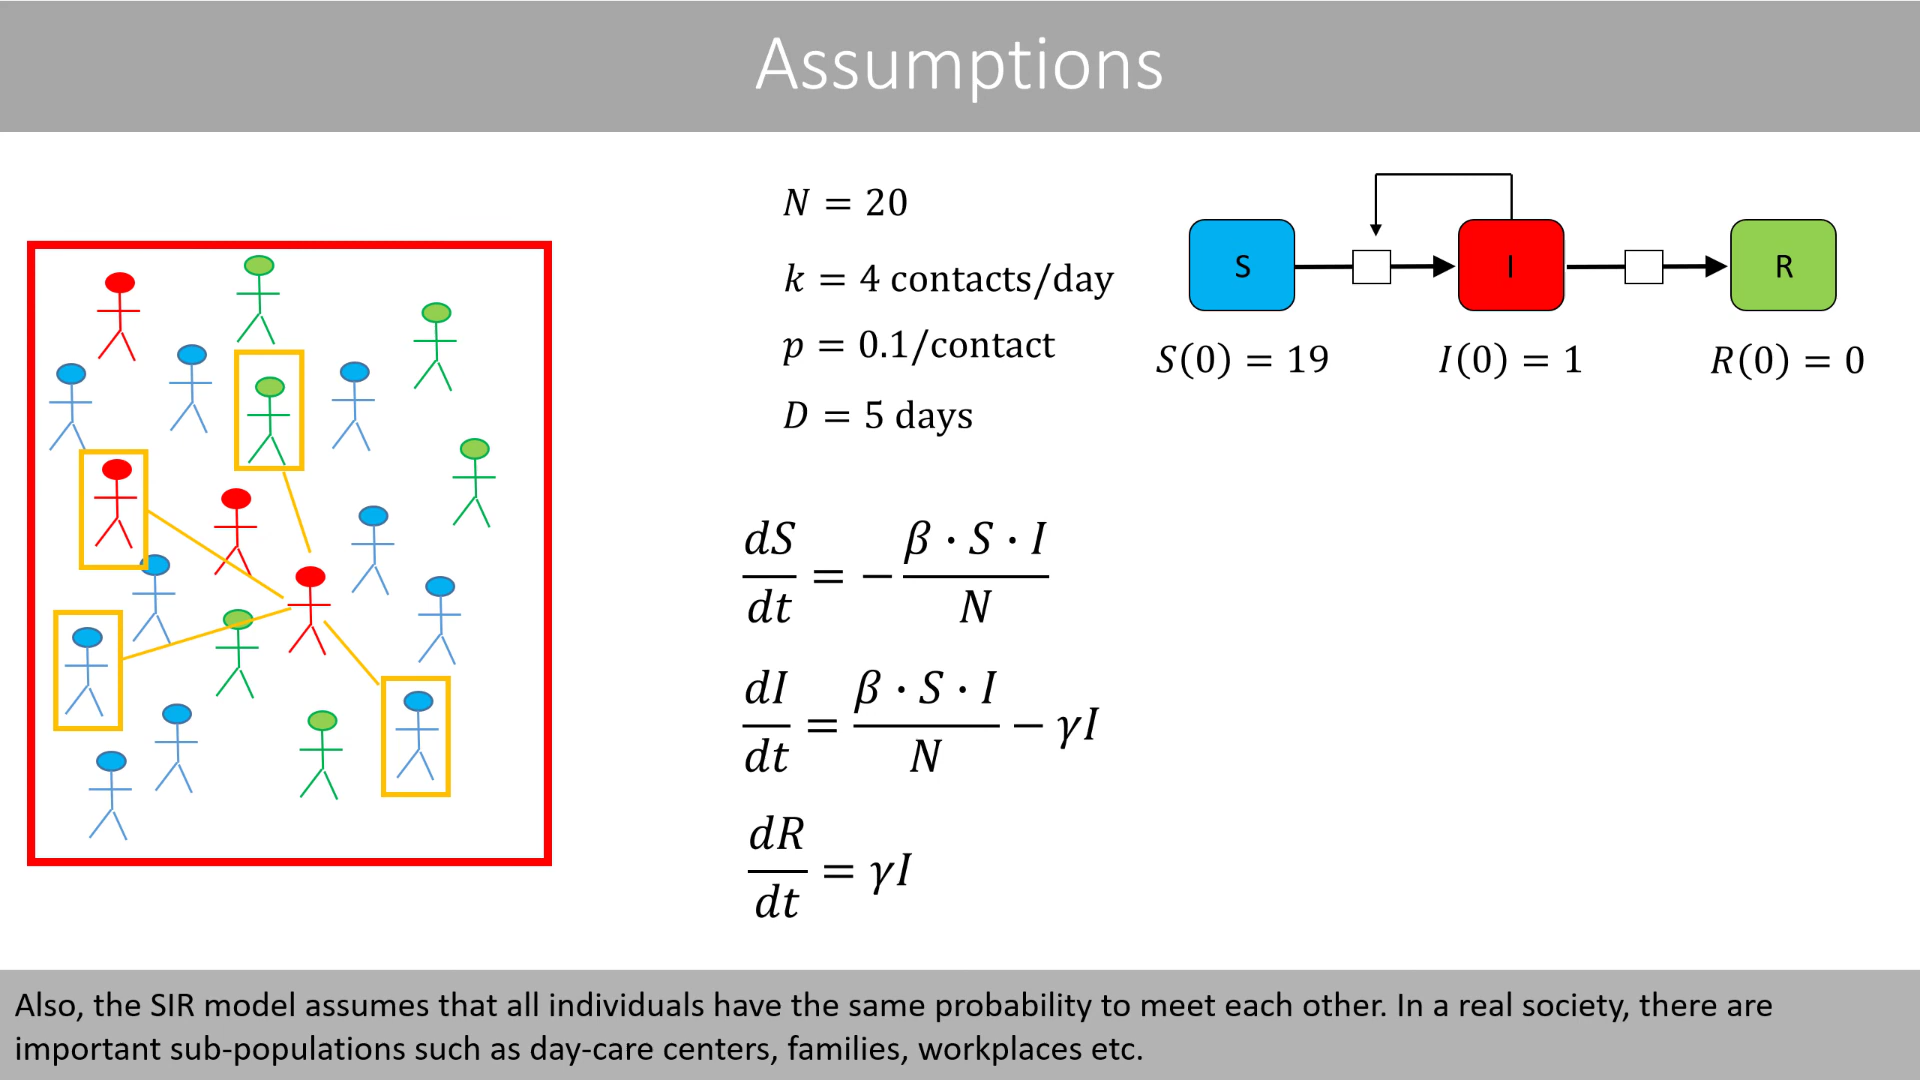 Assumptions
N = 20
k = 4 contacts/day
p = 0.1/contact
D = 5 days
S
I
R
S(0) = 19
I(0) = 1
R(0) = 0
dS/dt = −β · S · I/N
dI/dt = β · S · I/N − γI
dR/dt = γI
Also, the SIR model assumes that all individuals have the same probability to meet each other. In a real society, there are
important sub-populations such as day-care centers, families, workplaces etc.